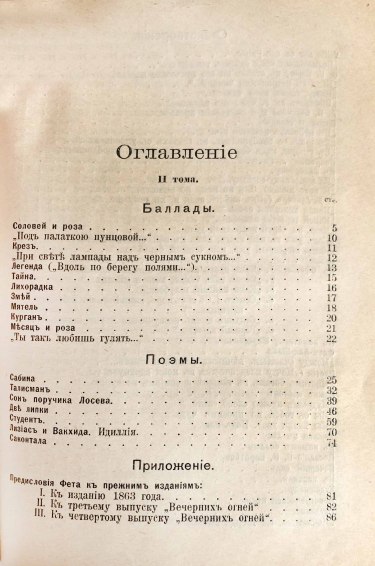 Оглавленіе
II тома.
Баллады.
стр.
Соловей и роза . . . 5
„Подъ палаткою пунцовой...“ . . . 10
Крезъ. . . . 11
„При свѣтѣ лампады надъ чернымъ сукномъ...“ . . . 12
Легенда („Вдоль по берегу полями...“). . . . 13
Тайна. . . . 15
Лихорадка . . . 16
Змѣй . . . 17
Мятель . . . 18
Курганъ . . . 20
Мѣсяцъ и роза . . . 21
„Ты такъ любишь гулять...“ . . . 22
Поэмы.
Сабина . . . 25
Талисманъ . . . 32
Сонъ поручика Лосева. . . . 39
Двѣ липки . . . 46
Студентъ. . . . 59
Лизіасъ и Вакхида. Идиллія. . . . 70
Саконтала . . . 74
Приложеніе.
Предисловія Фета къ прежнимъ изданіямъ:
I. Къ изданію 1863 года. . . . 81
II. Къ третьему выпуску „Вечернихъ огней“ . . . 82
III. Къ четвертому выпуску „Вечернихъ огней“. . . . 86